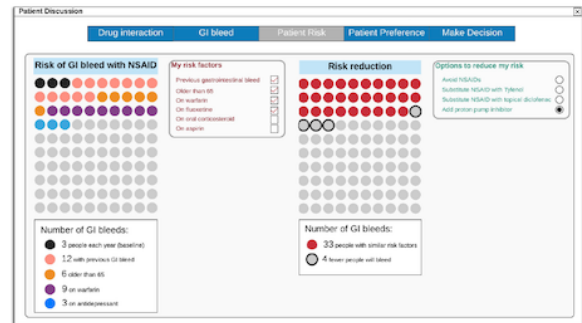 Patient Discussion
Drug interaction GI bleed Patient Risk Patient Preference Make Decision
Risk of GI bleed with NSAID
My risk factors
Previous gastrointestinal bleed
Older than 65
On warfarin
On fluoxetine
On oral corticosteroid
On aspirin
Number of GI bleeds:
3 people each year (baseline)
12 with previous GI bleed
6 older than 65
9 on warfarin
3 on antidepressant
Risk reduction
Options to reduce my risk
Avoid NSAIDs
Substitute NSAID with Tylenol
Substitute NSAID with topical diclofenac
Add proton pump inhibitor
Number of GI bleeds:
33 people with similar risk factors
4 fewer people will bleed